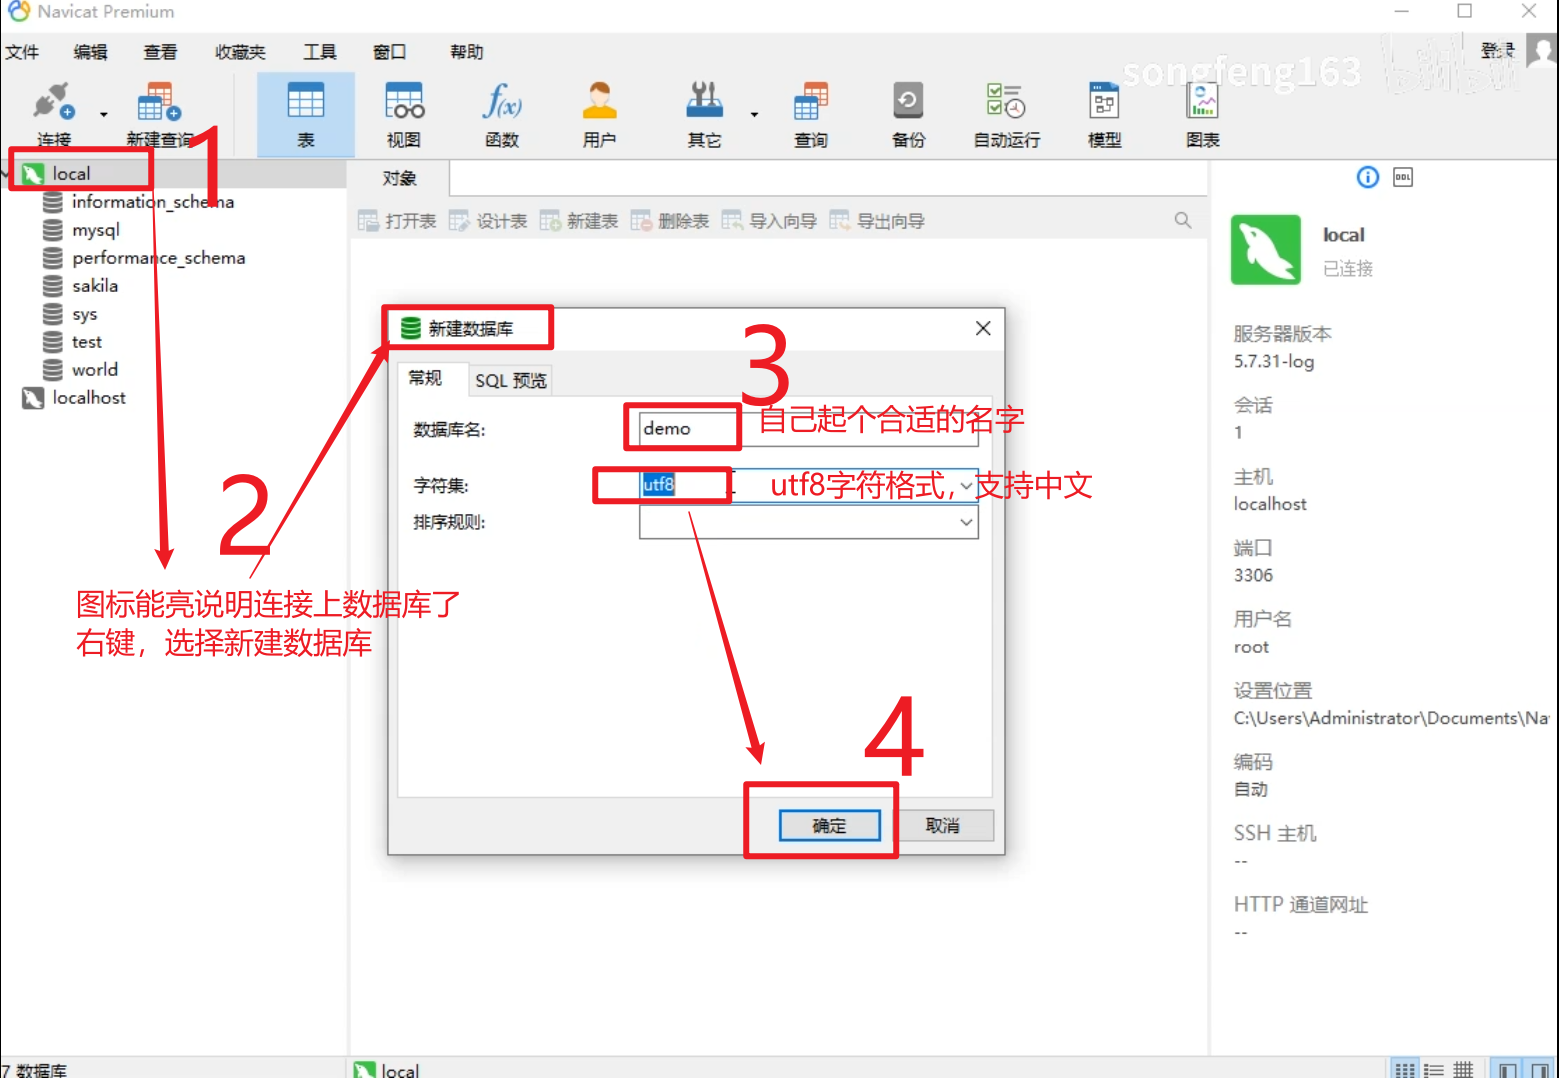 Navicat Premium
文件 编辑 查看 收藏夹 工具 窗口 帮助
登录
songfeng163
bilibili
连接 新建查询 表 视图 函数 用户 其它 查询 备份 自动运行 模型 图表
f(x)
1
local
information_schema
mysql
performance_schema
sakila
sys
test
world
localhost
对象
打开表 设计表 新建表 删除表 导入向导 导出向导
DDL
local
已连接
服务器版本
5.7.31-log
会话
1
主机
localhost
端口
3306
用户名
root
设置位置
C:\Users\Administrator\Documents\Na
编码
自动
SSH 主机
--
HTTP 通道网址
--
新建数据库
3
常规 SQL 预览
数据库名: demo
自己起个合适的名字
字符集: utf8
utf8字符格式，支持中文
排序规则:
2
图标能亮说明连接上数据库了
右键，选择新建数据库
4
确定 取消
7 数据库
local